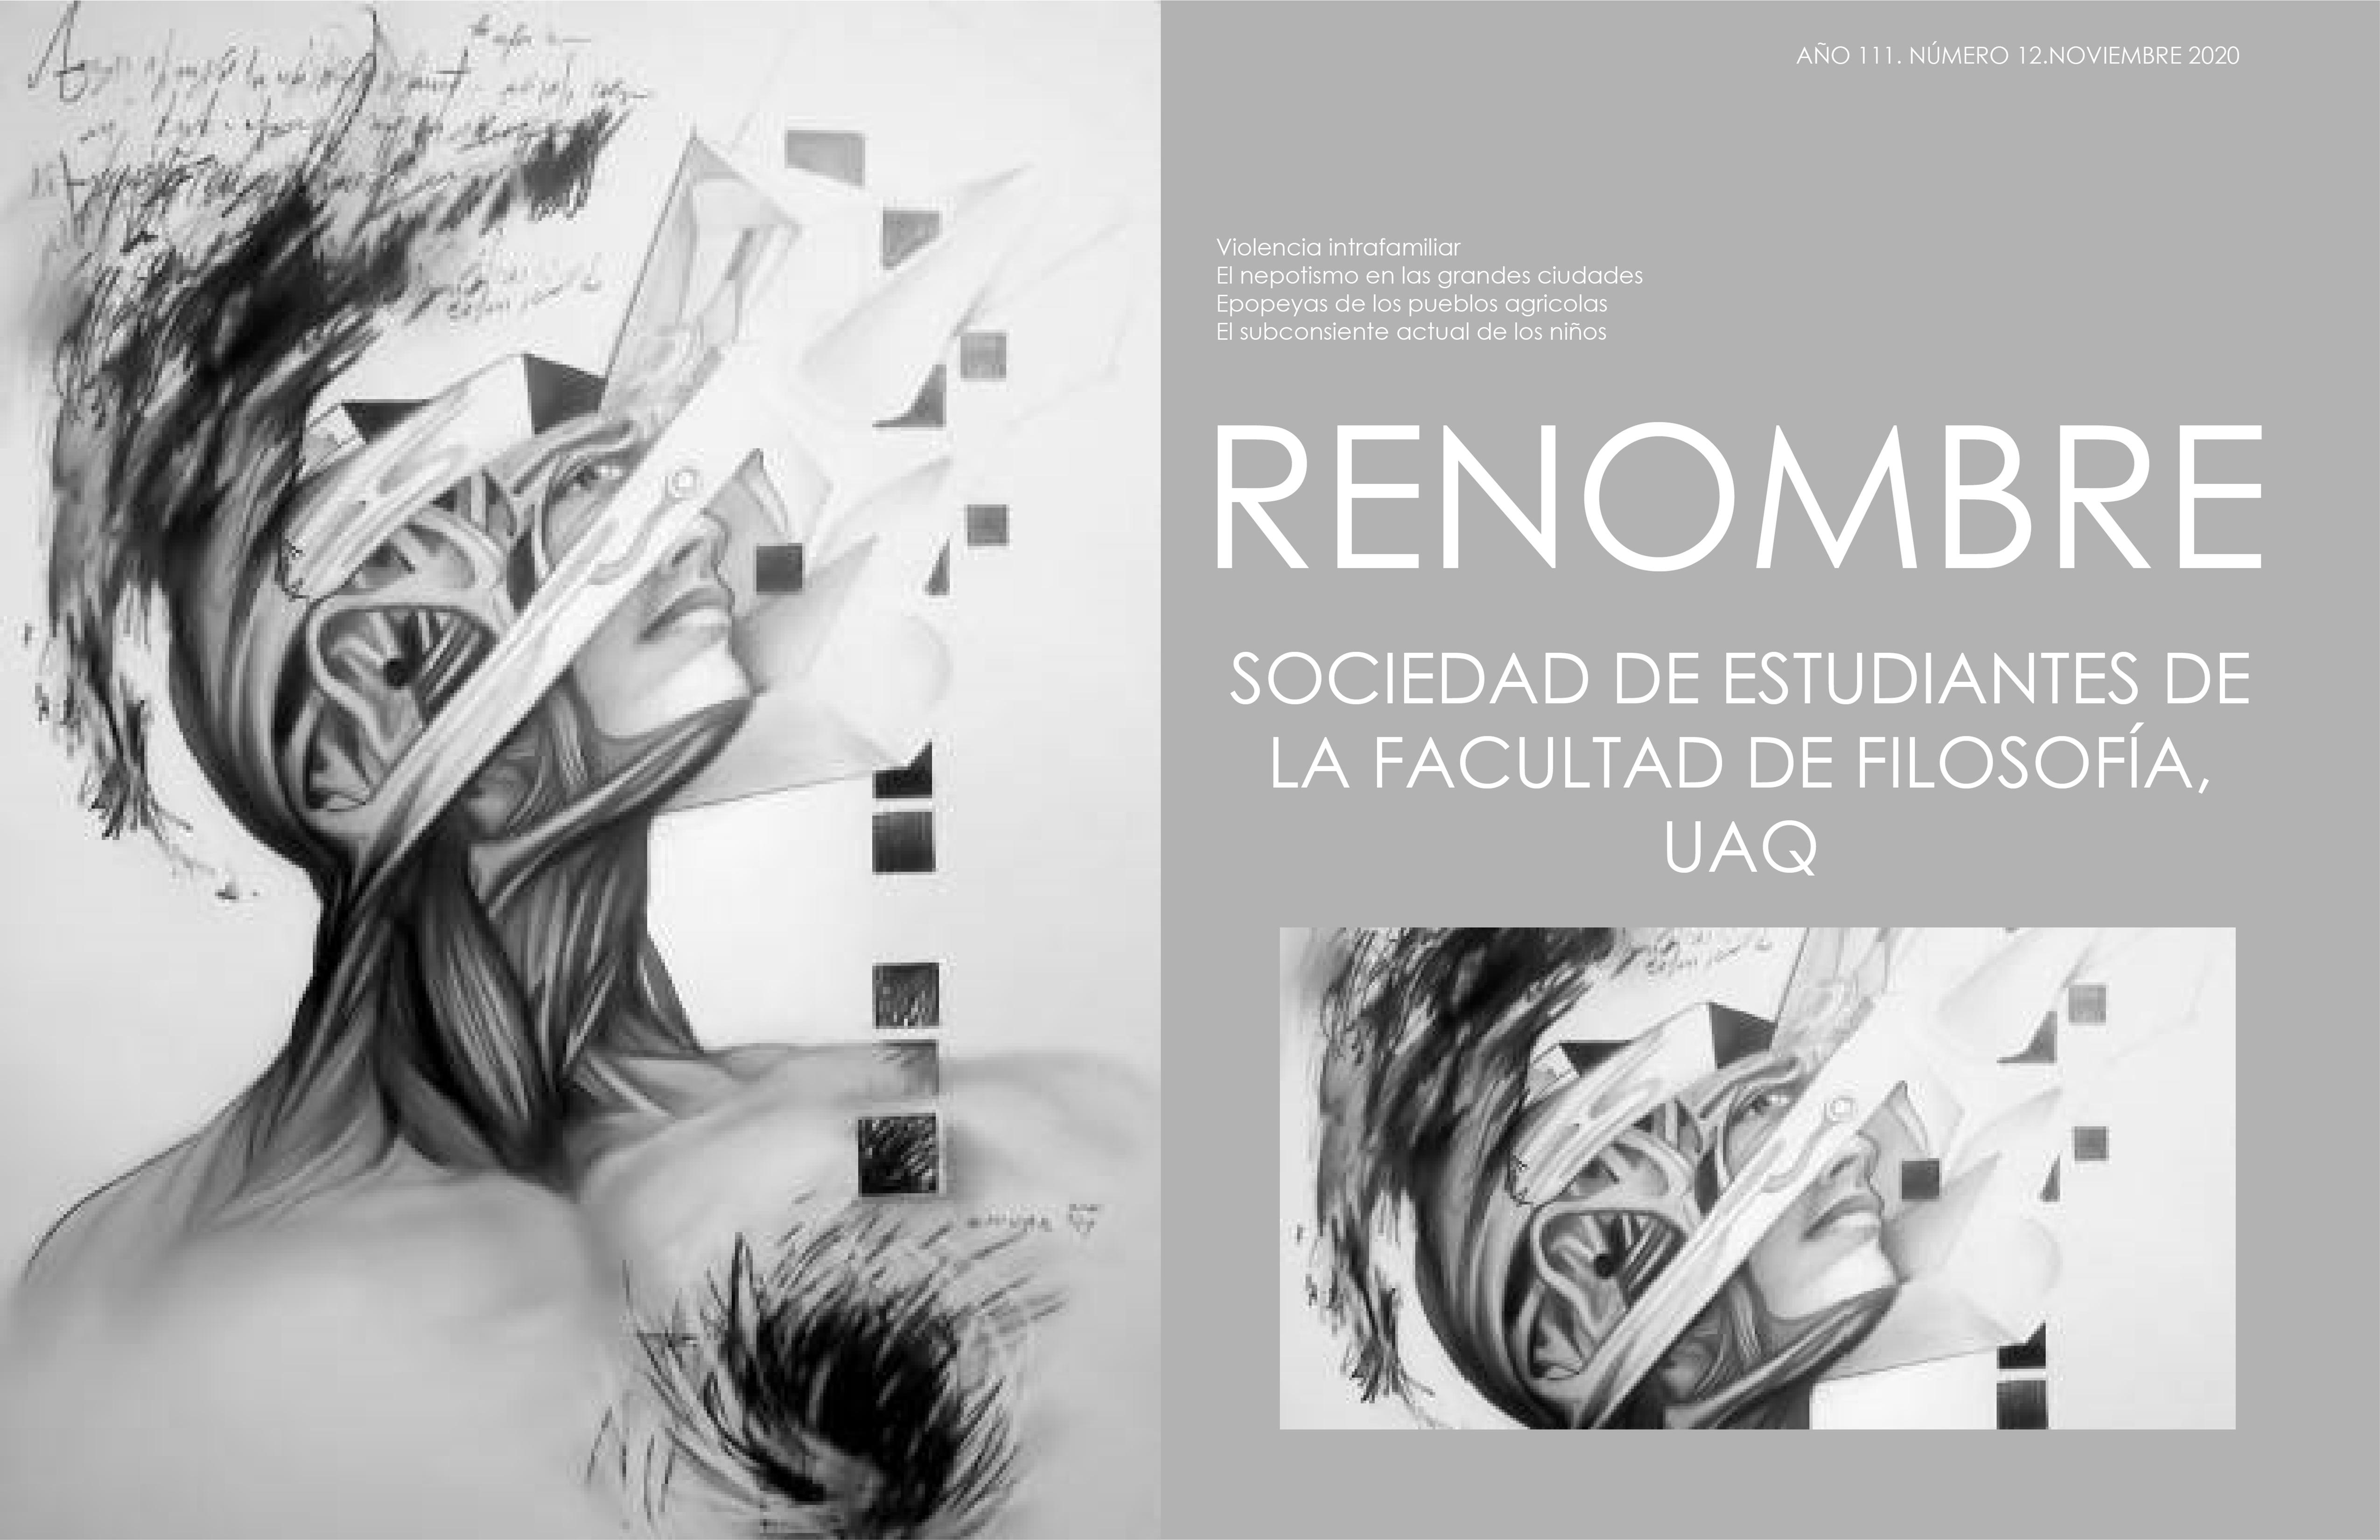 AÑO 111. NÚMERO 12.NOVIEMBRE 2020
Violencia intrafamiliar
El nepotismo en las grandes ciudades
Epopeyas de los pueblos agricolas
El subconsiente actual de los niños
RENOMBRE
SOCIEDAD DE ESTUDIANTES DE
LA FACULTAD DE FILOSOFÍA,
UAQ